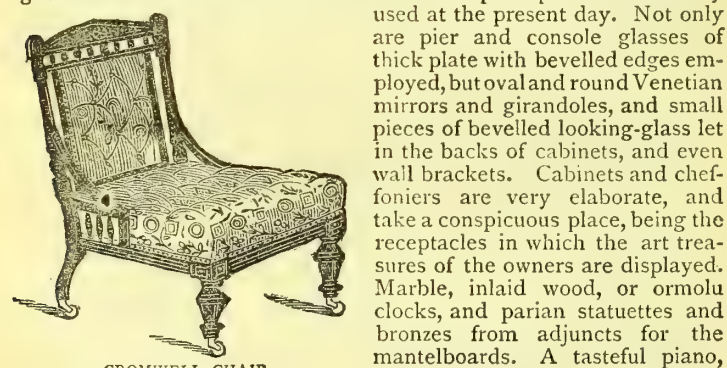 used at the present day. Not only
are pier and console glasses of
thick plate with bevelled edges em-
ployed, but oval and round Venetian
mirrors and girandoles, and small
pieces of bevelled looking-glass let
in the backs of cabinets, and even
wall brackets. Cabinets and chef-
foniers are very elaborate, and
take a conspicuous place, being the
receptacles in which the art trea-
sures of the owners are displayed.
Marble, inlaid wood, or ormolu
clocks, and parian statuettes and
bronzes from adjuncts for the
mantelboards. A tasteful piano,
CROMWELL CHAIR